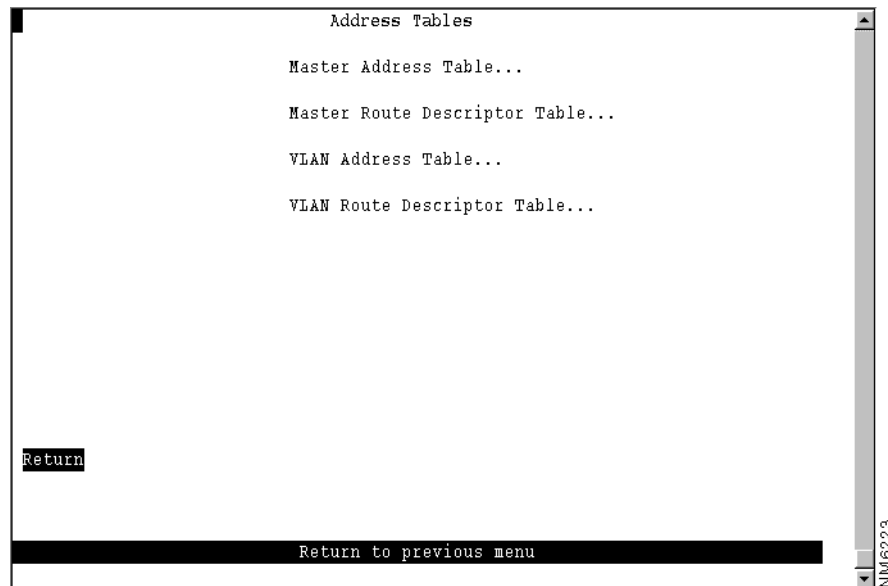 Address Tables
Master Address Table...
Master Route Descriptor Table...
VLAN Address Table...
VLAN Route Descriptor Table...
Return
Return to previous menu
NM6223